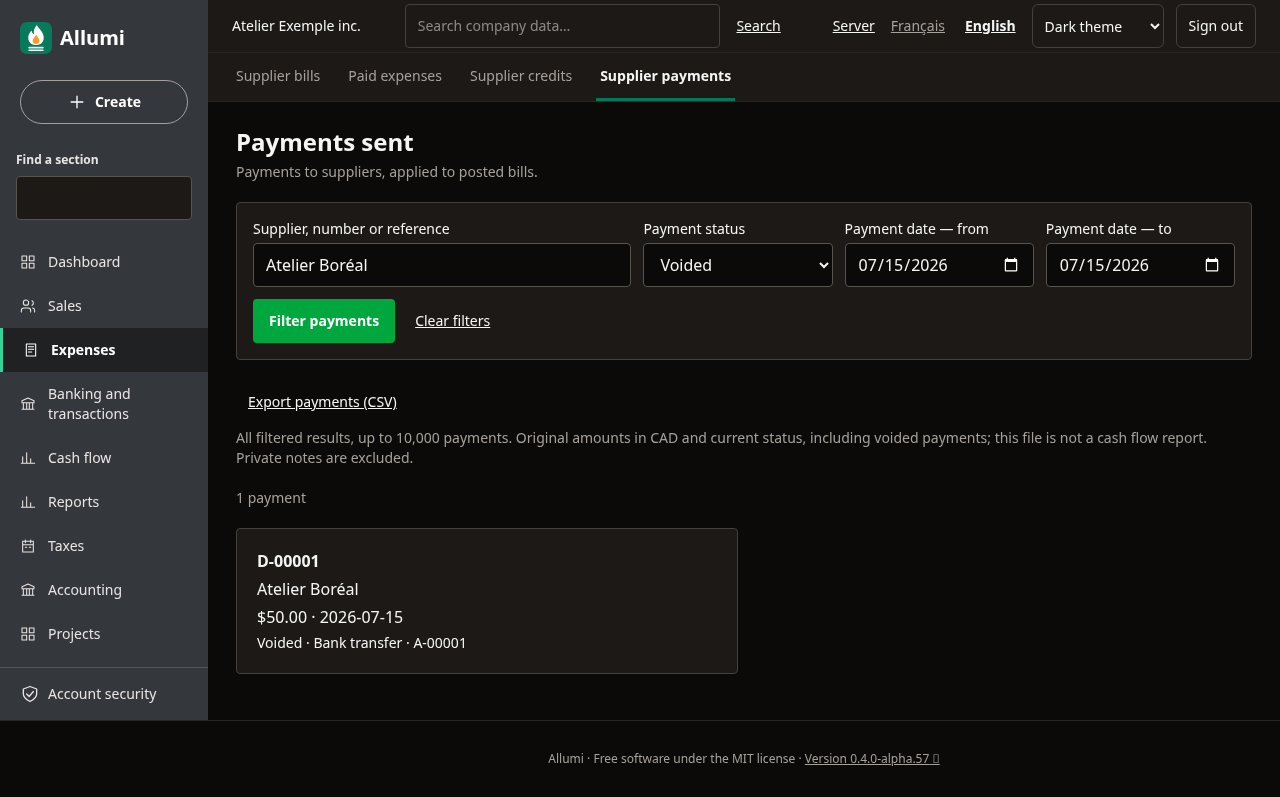 Allumi
Create
Find a section
Dashboard
Sales
Expenses
Banking and
transactions
Cash flow
Reports
Taxes
Accounting
Projects
Account security
Atelier Exemple inc.
Search company data...
Search
Server
Français
English
Dark theme
Sign out
Supplier bills
Paid expenses
Supplier credits
Supplier payments
Payments sent
Payments to suppliers, applied to posted bills.
Supplier, number or reference
Payment status
Payment date — from
Payment date — to
Atelier Boréal
Voided
07/15/2026
07/15/2026
Filter payments
Clear filters
Export payments (CSV)
All filtered results, up to 10,000 payments. Original amounts in CAD and current status, including voided payments; this file is not a cash flow report.
Private notes are excluded.
1 payment
D-00001
Atelier Boréal
$50.00 · 2026-07-15
Voided · Bank transfer · A-00001
Allumi · Free software under the MIT license · Version 0.4.0-alpha.57